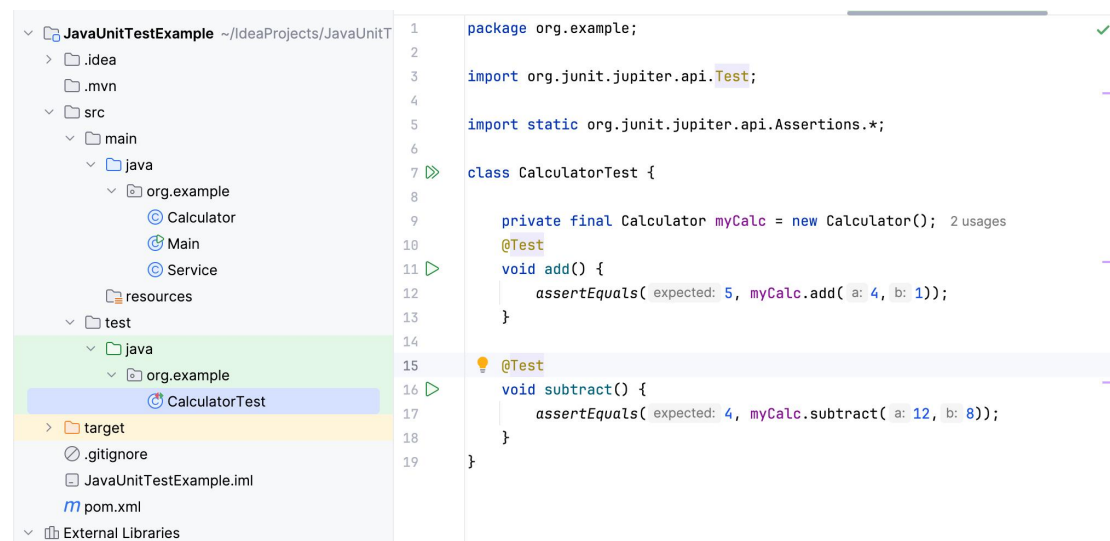 JavaUnitTestExample ~/IdeaProjects/JavaUnitT
.idea
.mvn
src
main
java
org.example
Calculator
Main
Service
resources
test
java
org.example
CalculatorTest
target
.gitignore
JavaUnitTestExample.iml
pom.xml
External Libraries
1 package org.example;
2
3 import org.junit.jupiter.api.Test;
4
5 import static org.junit.jupiter.api.Assertions.*;
6
7 class CalculatorTest {
8
9 private final Calculator myCalc = new Calculator(); 2 usages
10 @Test
11 void add() {
12 assertEquals( expected: 5, myCalc.add( a: 4, b: 1));
13 }
14
15 @Test
16 void subtract() {
17 assertEquals( expected: 4, myCalc.subtract( a: 12, b: 8));
18 }
19 }